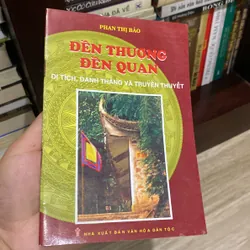 PHAN THỊ BẢO
ĐỀN THƯỢNG
ĐỀN QUAN
DI TÍCH, DANH THẮNG VÀ TRUYỀN THUYẾT
NHÀ XUẤT BẢN VĂN HÓA DÂN TỘC